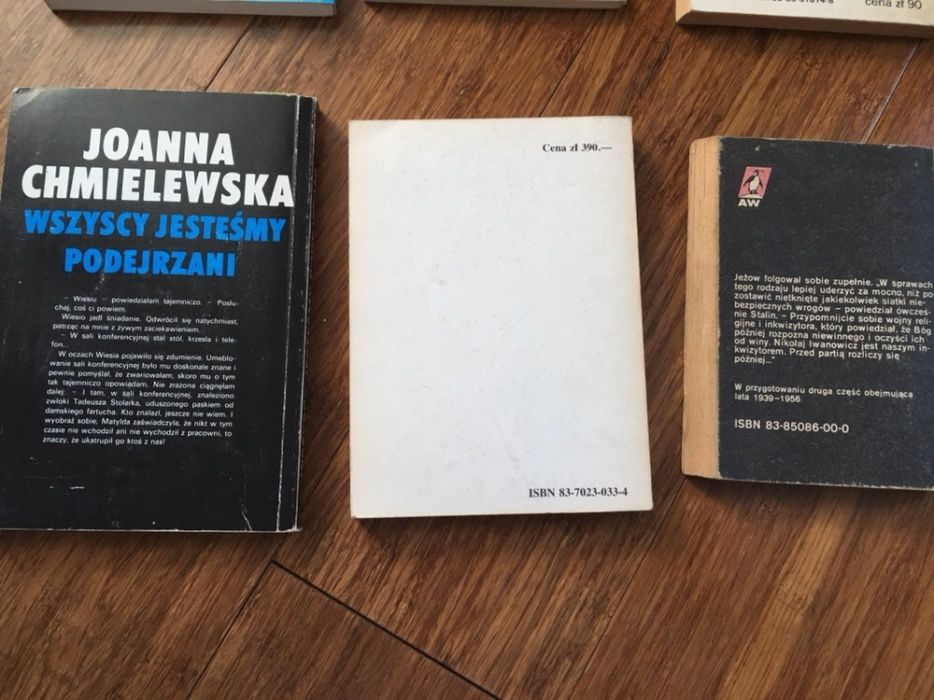 cena zł 90
JOANNA
CHMIELEWSKA
WSZYSCY JESTEŚMY
PODEJRZANI
– Wiesiu – powiedziałam tajemniczo. – Posłu-
chaj, coś ci powiem.
Wiesio jadł śniadanie. Odwrócił się natychmiast,
patrząc na mnie z żywym zaciekawieniem.
– W sali konferencyjnej stał stół, krzesła i tele-
fon...
W oczach Wiesia pojawiło się zdumienie. Umeblo-
wanie sali konferencyjnej było mu doskonale znane i
pewnie pomyślał, że zwariowałam, skoro mu o tym
tak tajemniczo opowiadam. Nie zrażona ciągnęłam
dalej: – I tam, w sali konferencyjnej, znaleziono
zwłoki Tadeusza Stolarka, uduszonego paskiem od
damskiego fartucha. Kto znalazł, jeszcze nie wiem. I
wyobraź sobie, Matylda zaświadczyła, że nikt w tym
czasie nie wchodził ani nie wychodził z pracowni, to
znaczy, że ukatrupił go ktoś z nas!
Cena zł 390.—
ISBN 83-7023-033-4
AW
Jeżow folgował sobie zupełnie. „W sprawach
tego rodzaju lepiej uderzyć za mocno, niż po-
zostawić nietknięte jakiekolwiek siatki nie-
bezpiecznych wrogów – powiedział ówczes-
nie Stalin. – Przypomnijcie sobie wojny reli-
gijne i inkwizytora, który powiedział, że Bóg
później rozpozna niewinnego i oczyści ich
od winy. Nikołaj Iwanowicz jest naszym in-
kwizytorem. Przed partią rozliczy się
później..."
W przygotowaniu druga część obejmująca
lata 1939–1956
ISBN 83-85086-00-0